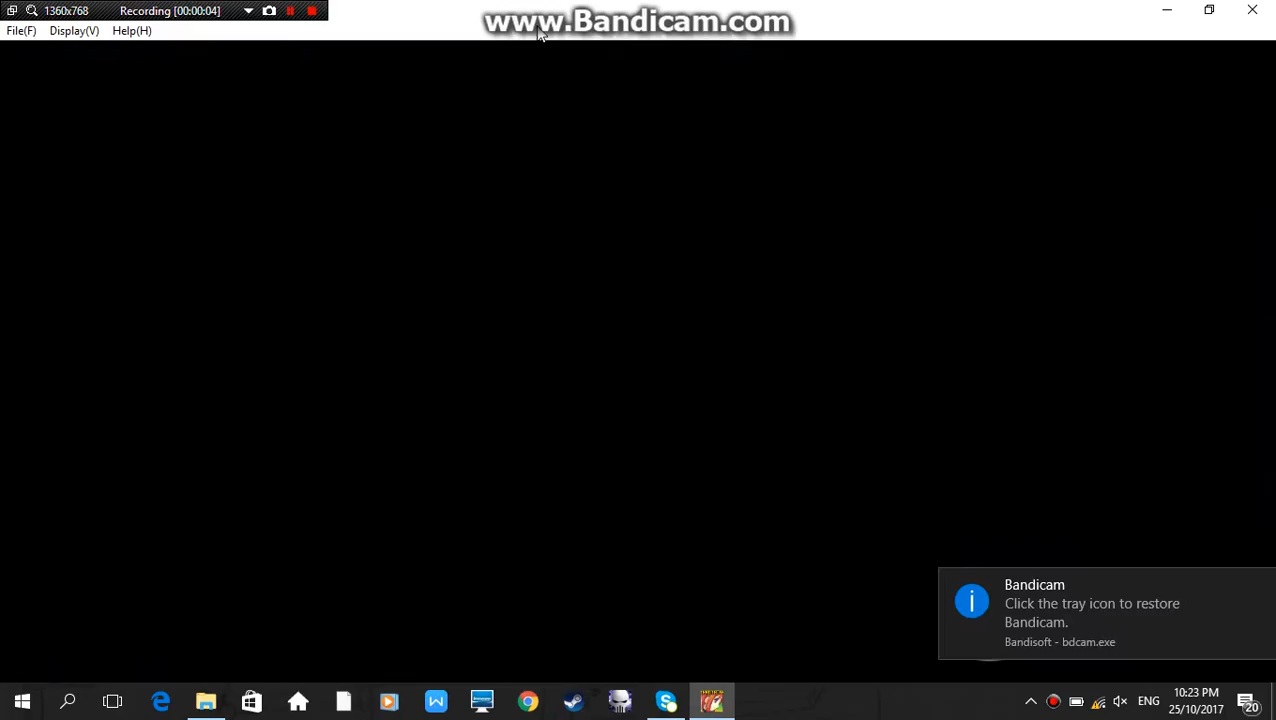 1360x768
Recording [00:00:04]
www.Bandicam.com
File(F)
Display(V)
Help(H)
Bandicam
Click the tray icon to restore
Bandicam.
Bandisoft - bdcam.exe
ENG
10:23 PM
25/10/2017
20